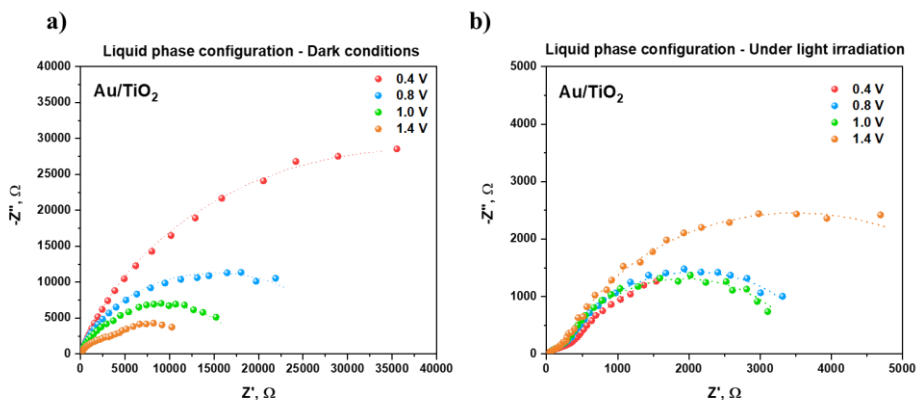 a)
Liquid phase configuration - Dark conditions
Au/TiO₂
0.4 V
0.8 V
1.0 V
1.4 V
-Z'', Ω
40000
35000
30000
25000
20000
15000
10000
5000
0
0 5000 10000 15000 20000 25000 30000 35000 40000
Z', Ω
b)
Liquid phase configuration - Under light irradiation
Au/TiO₂
0.4 V
0.8 V
1.0 V
1.4 V
-Z'', Ω
5000
4000
3000
2000
1000
0
0 1000 2000 3000 4000 5000
Z', Ω